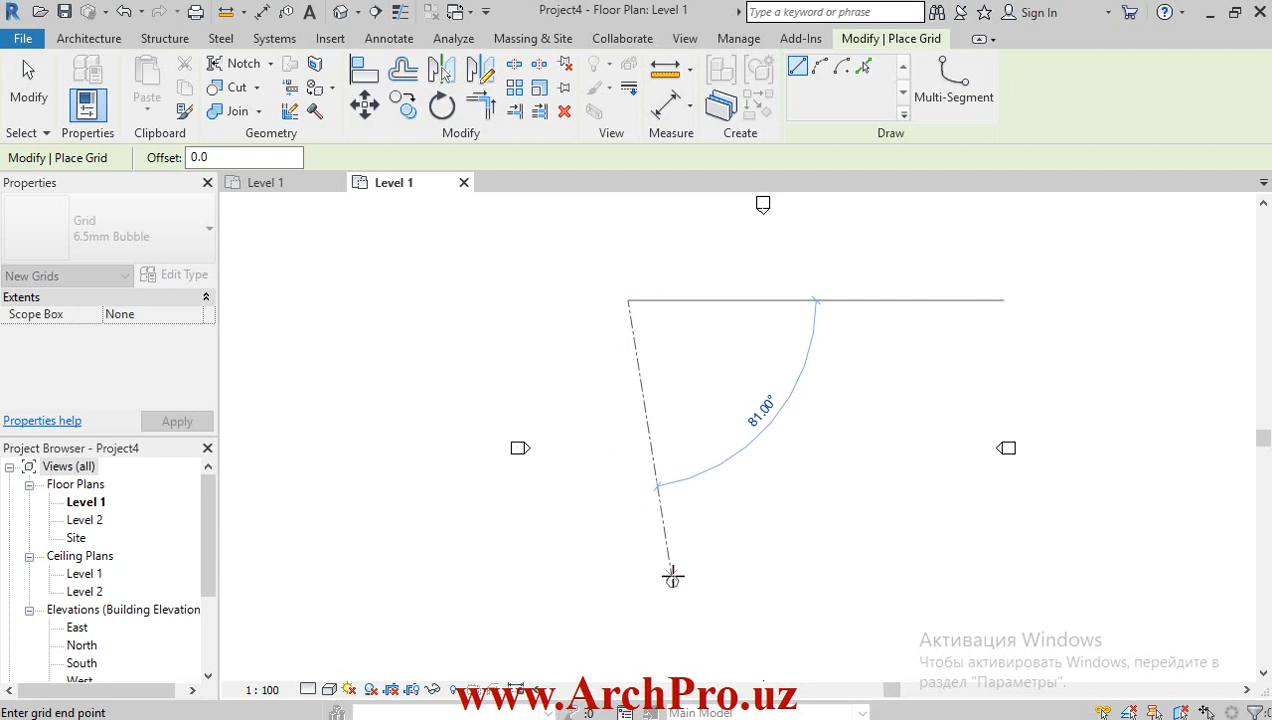 Project4 - Floor Plan: Level 1
Type a keyword or phrase
Sign In
File
Architecture
Structure
Steel
Systems
Insert
Annotate
Analyze
Massing & Site
Collaborate
View
Manage
Add-Ins
Modify | Place Grid
Modify
Paste
Notch
Cut
Join
Multi-Segment
Select
Properties
Clipboard
Geometry
Modify
View
Measure
Create
Draw
Modify | Place Grid
Offset:
0.0
Properties
Level 1
Level 1
Grid
6.5mm Bubble
New Grids
Edit Type
Extents
Scope Box
None
81.00°
Properties help
Apply
Project Browser - Project4
Views (all)
Floor Plans
Level 1
Level 2
Site
Ceiling Plans
Level 1
Level 2
Elevations (Building Elevation
East
North
South
West
Активация Windows
Чтобы активировать Windows, перейдите в
раздел "Параметры".
1 : 100
www.ArchPro.uz
Enter grid end point
:0
Main Model
:0